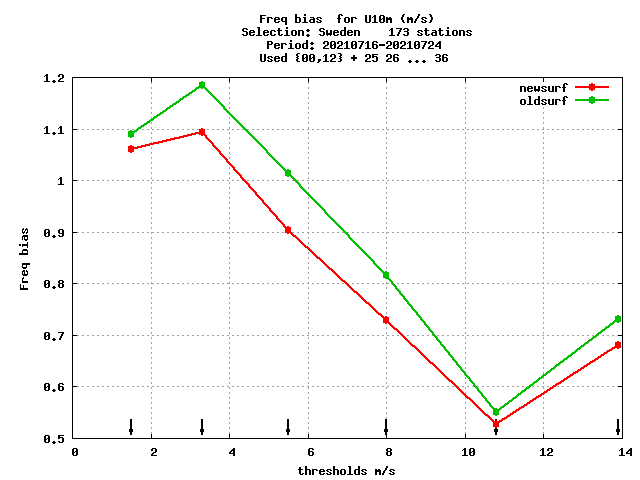 Freq bias  for U10m (m/s)
Selection: Sweden    173 stations
Period: 20210716-20210724
Used {00,12} + 25 26 ... 36
newsurf
oldsurf
1.2
1.1
1
0.9
0.8
0.7
0.6
0.5
Freq bias
0 2 4 6 8 10 12 14
thresholds m/s